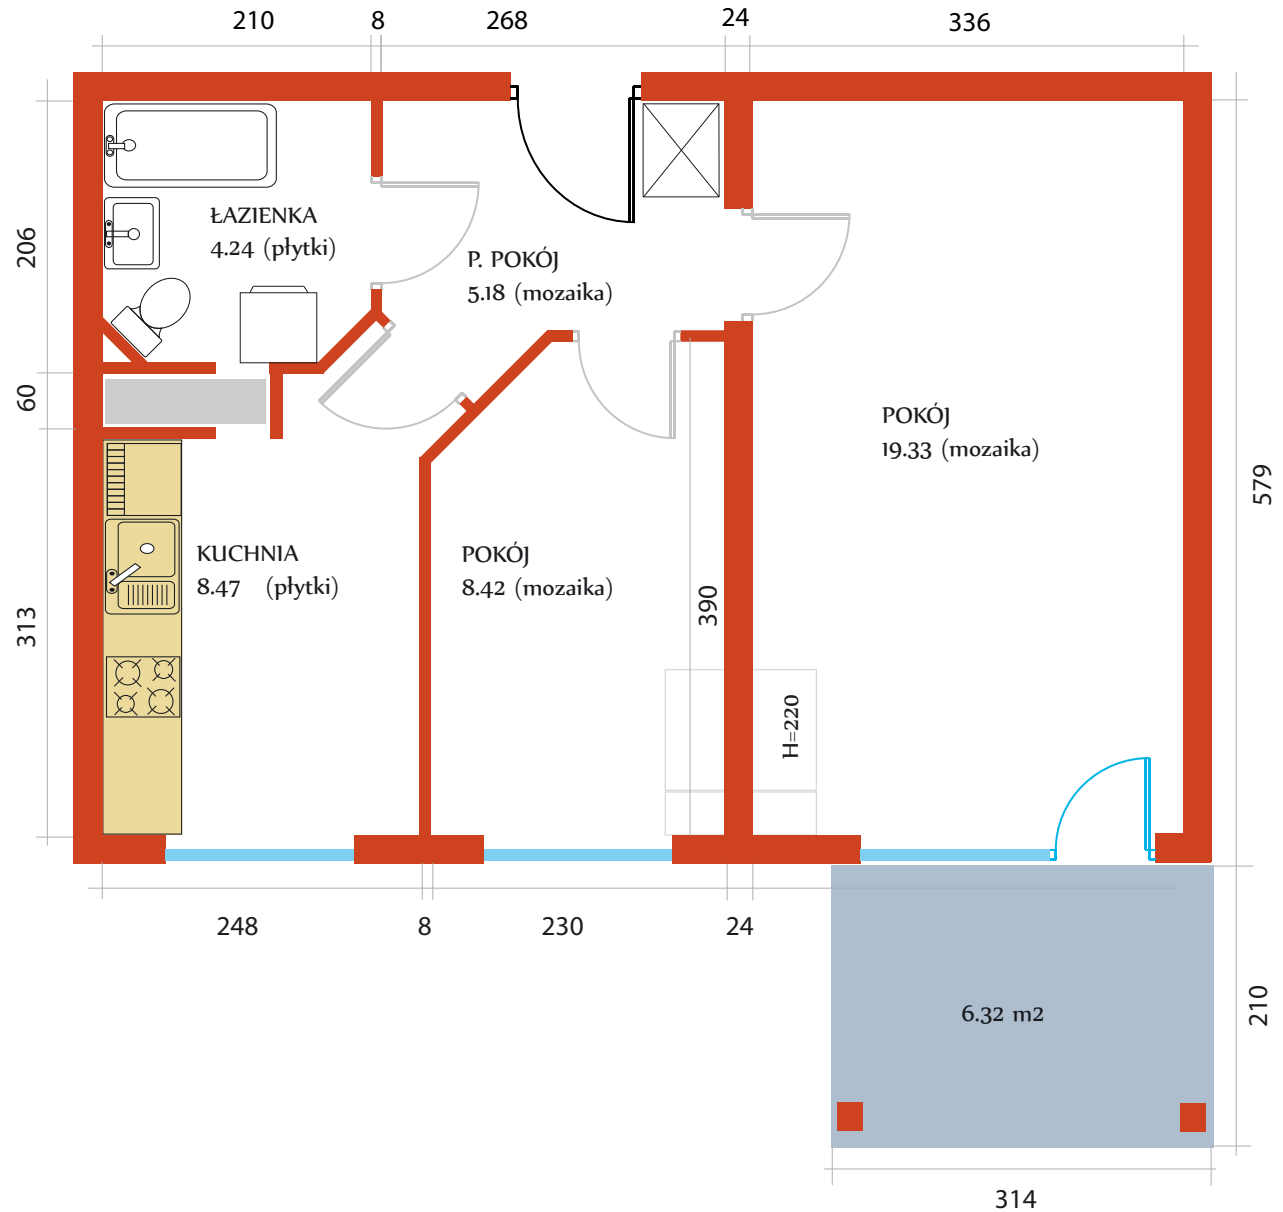 210
8
268
24
336
ŁAZIENKA
4.24 (płytki)
206
P. POKÓJ
5.18 (mozaika)
60
POKÓJ
19.33 (mozaika)
579
KUCHNIA
8.47 (płytki)
POKÓJ
8.42 (mozaika)
390
313
H=220
248
8
230
24
6.32 m2
210
314